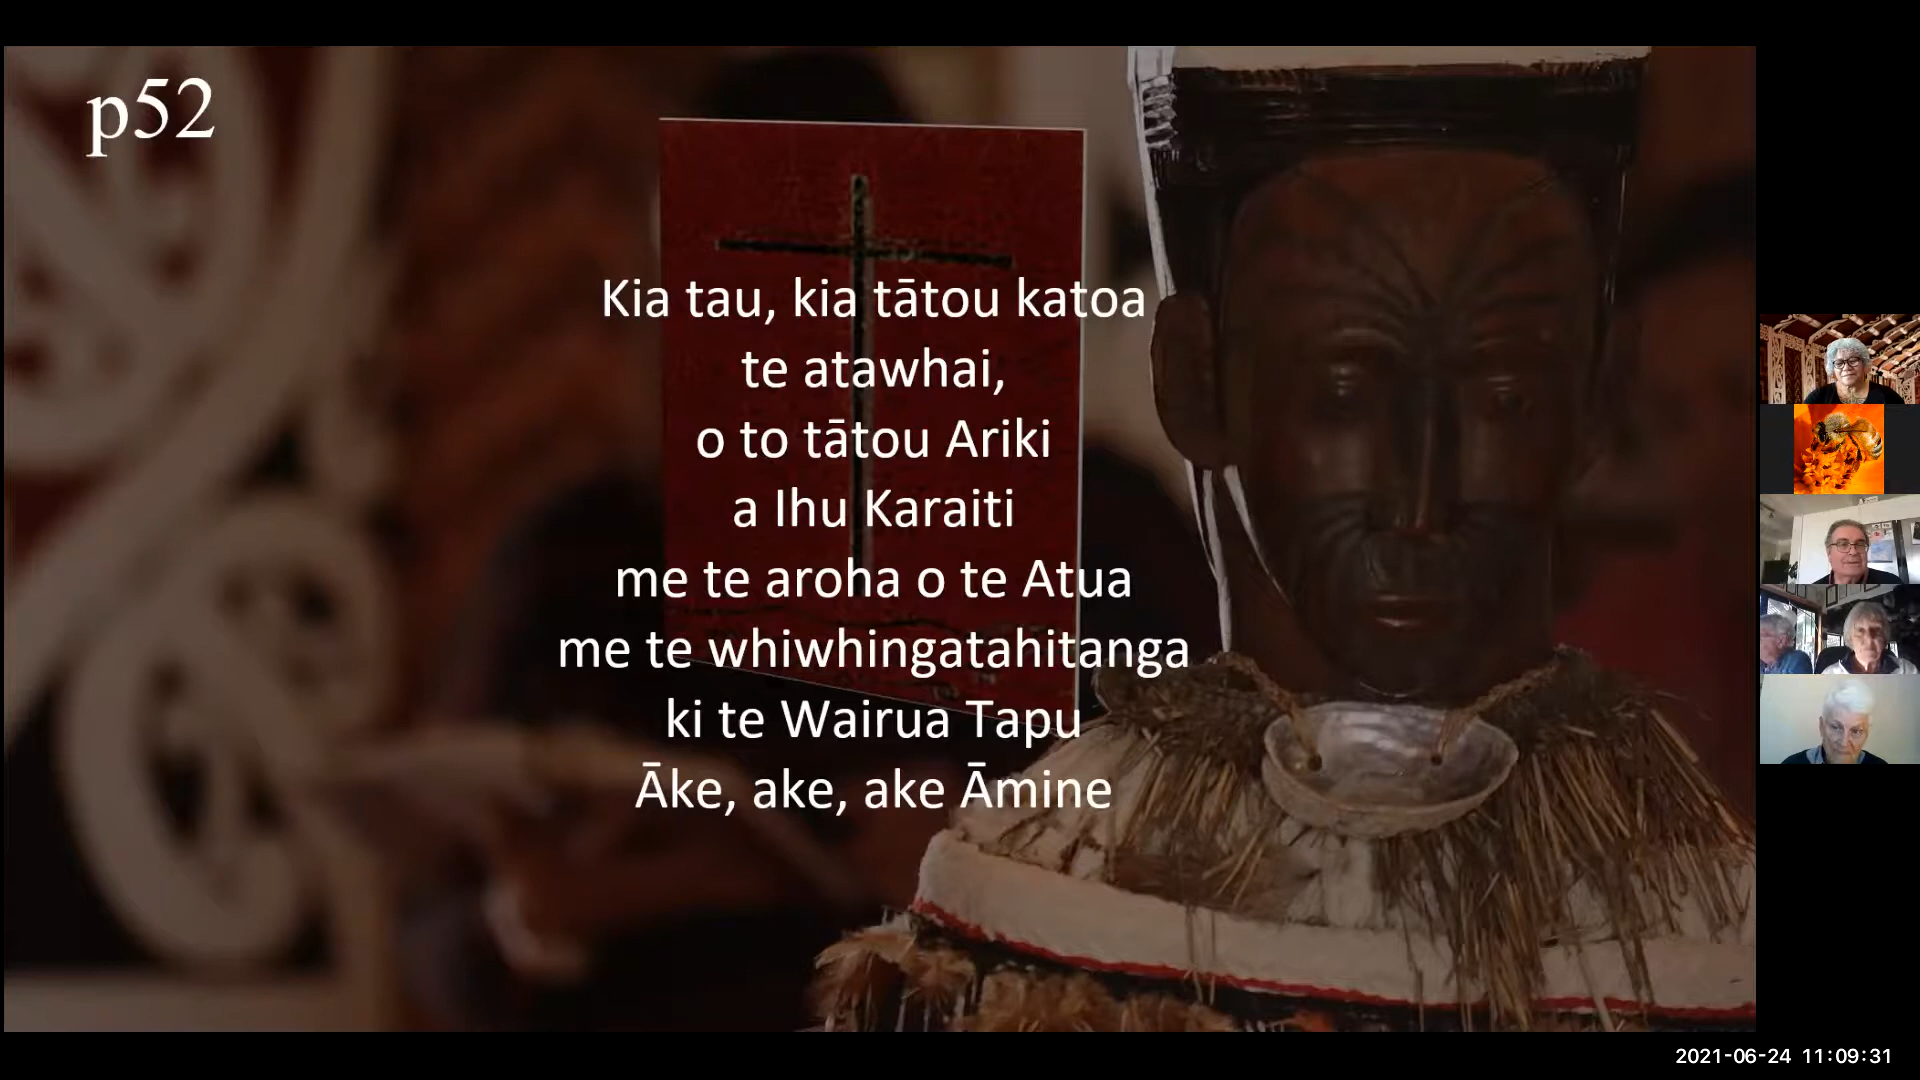 p52
Kia tau, kia tātou katoa
te atawhai,
o to tātou Ariki
a Ihu Karaiti
me te aroha o te Atua
me te whiwhingatahitanga
ki te Wairua Tapu
Āke, ake, ake Āmine
2021-06-24 11:09:31